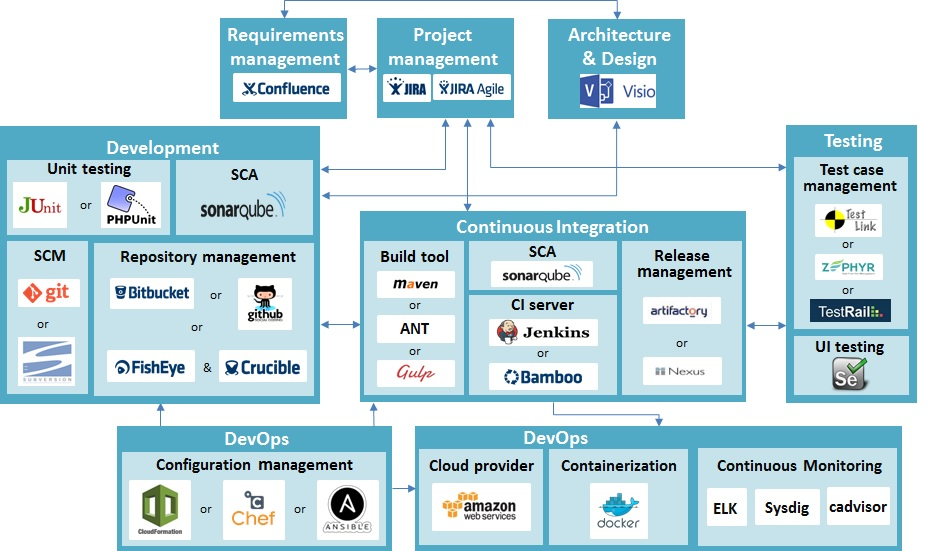 Requirements
management
Confluence
Project
management
JIRA
JIRA Agile
Architecture
& Design
V
Visio
Development
Unit testing
JUnit
or
PHPUnit
SCA
sonarqube
SCM
git
or
SUBVERSION
Repository management
Bitbucket
or
github
SOCIAL CODING
or
FishEye
&
Crucible
Continuous Integration
Build tool
maven
or
ANT
or
Gulp
SCA
sonarqube
CI server
Jenkins
or
Bamboo
Release
management
artifactory
or
Nexus
Testing
Test case
management
Test
Link
or
ZEPHYR
or
TestRail
UI testing
Se
DevOps
Configuration management
CloudFormation
or
Chef
or
ANSIBLE
DevOps
Cloud provider
amazon
web services
Containerization
docker
Continuous Monitoring
ELK
Sysdig
cadvisor